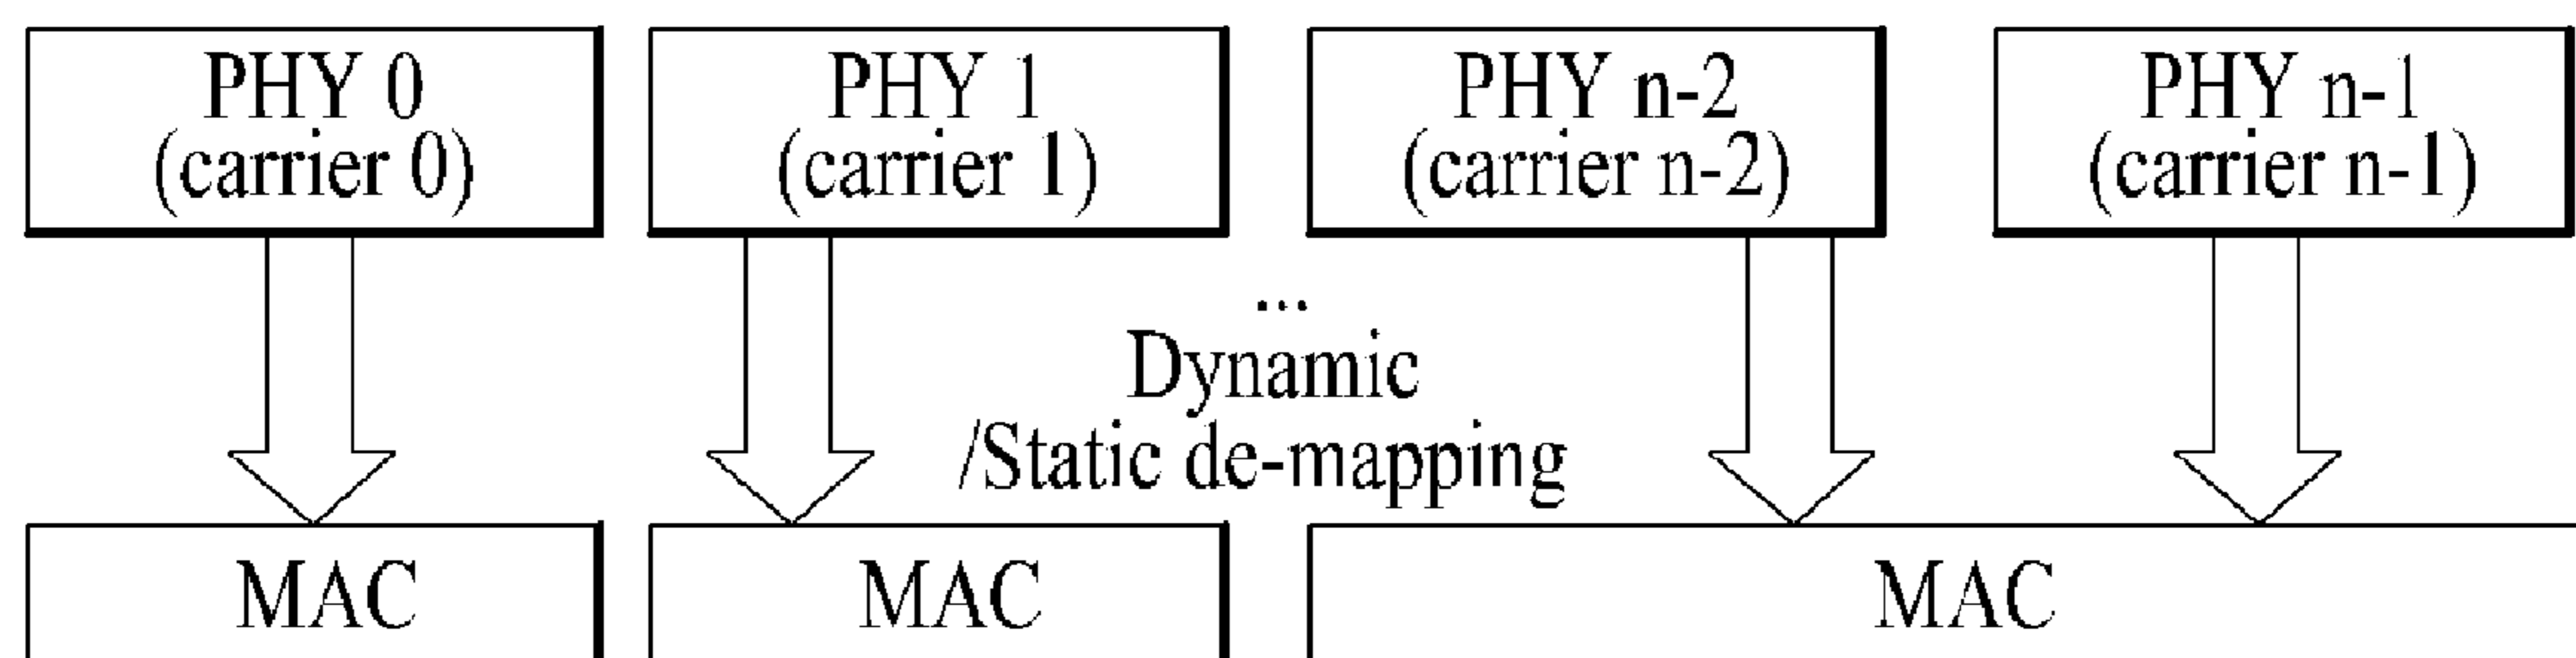 PHY 0
(carrier 0)
PHY 1
(carrier 1)
PHY n-2
(carrier n-2)
PHY n-1
(carrier n-1)
...
Dynamic
/Static de-mapping
MAC
MAC
MAC